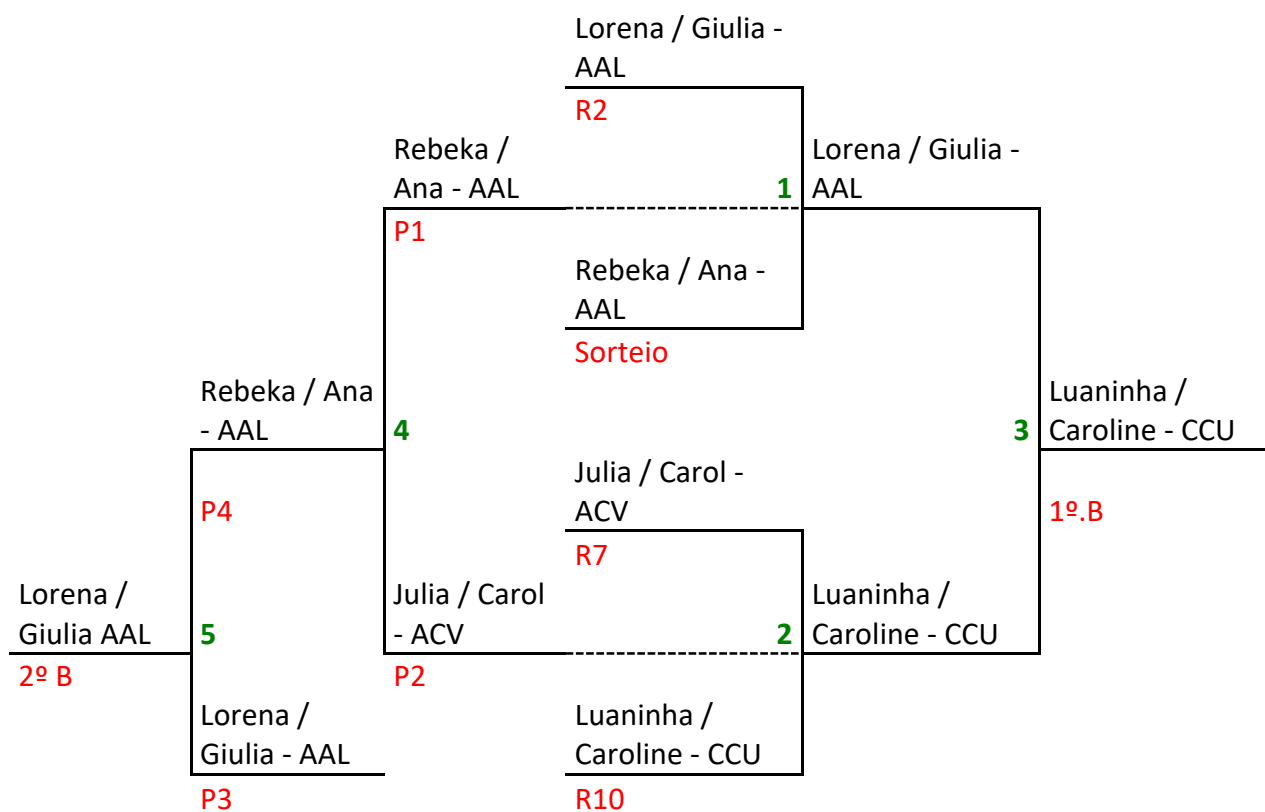 Lorena / Giulia -
AAL
R2
Rebeka /
Ana - AAL
1
Lorena / Giulia -
AAL
P1
Rebeka / Ana -
AAL
Sorteio
Rebeka / Ana
- AAL
4
3
Luaninha /
Caroline - CCU
Julia / Carol -
ACV
P4
1º.B
R7
Lorena /
Giulia AAL
5
Julia / Carol
- ACV
2
Luaninha /
Caroline - CCU
2º B
P2
Lorena /
Giulia - AAL
Luaninha /
Caroline - CCU
P3
R10